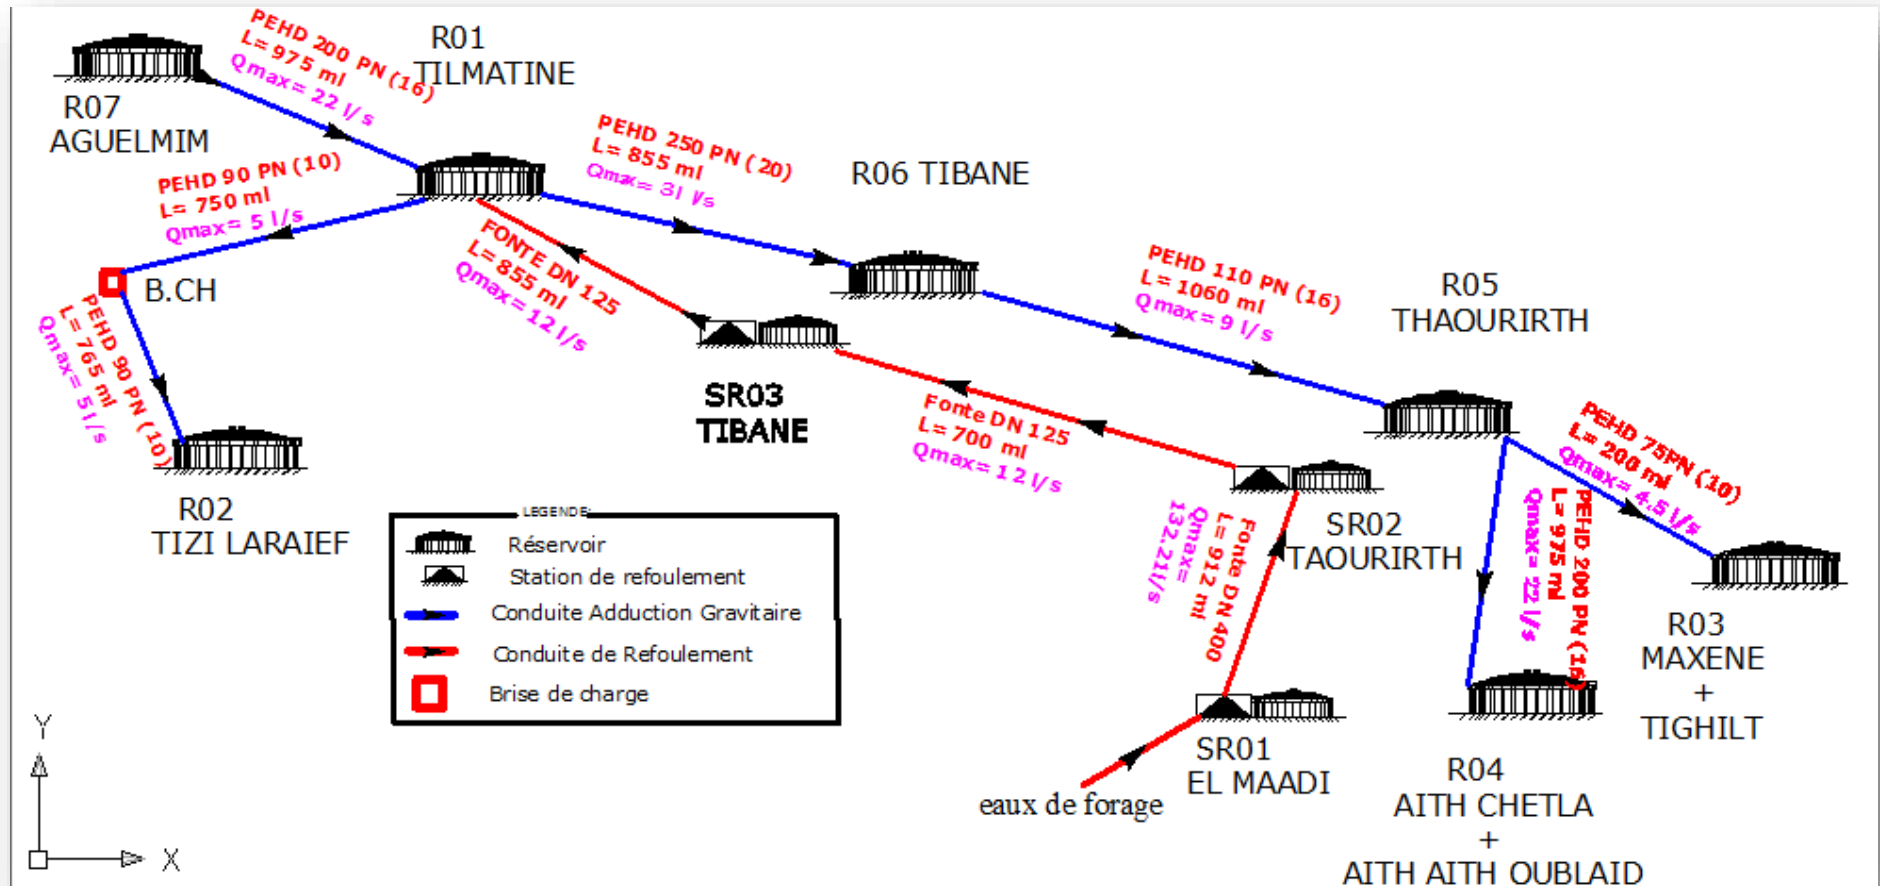 PEHD 200 PN (16)
L= 975 ml
Qmax= 22 l/s
R01
TILMATINE
R07
AGUELMIM
PEHD 250 PN (20)
L= 855 ml
Qmax= 31 l/s
R06 TIBANE
PEHD 90 PN (10)
L= 750 ml
Qmax= 5 l/s
B.CH
FONTE DN 125
L= 855 ml
Qmax= 12 l/s
PEHD 110 PN (16)
L= 1060 ml
Qmax= 9 l/s
R05
THAOURIRTH
PEHD 90 PN (10)
L= 765 ml
Qmax= 5 l/s
SR03
TIBANE
Fonte DN 125
L= 700 ml
Qmax= 12 l/s
PEHD 75PN (10)
L= 200 ml
Qmax= 4.5 l/s
R02
TIZI LARAIEF
Fonte DN 400
L= 912 ml
Qmax=
132.21l/s
SR02
TAOURIRTH
PEHD 200 PN (16)
L= 975 ml
Qmax= 22 l/s
R03
MAXENE
+
TIGHILT
LEGENDE:
Réservoir
Station de refoulement
Conduite Adduction Gravitaire
Conduite de Refoulement
Brise de charge
SR01
EL MAADI
eaux de forage
R04
AITH CHETLA
+
AITH AITH OUBLAID
Y
X